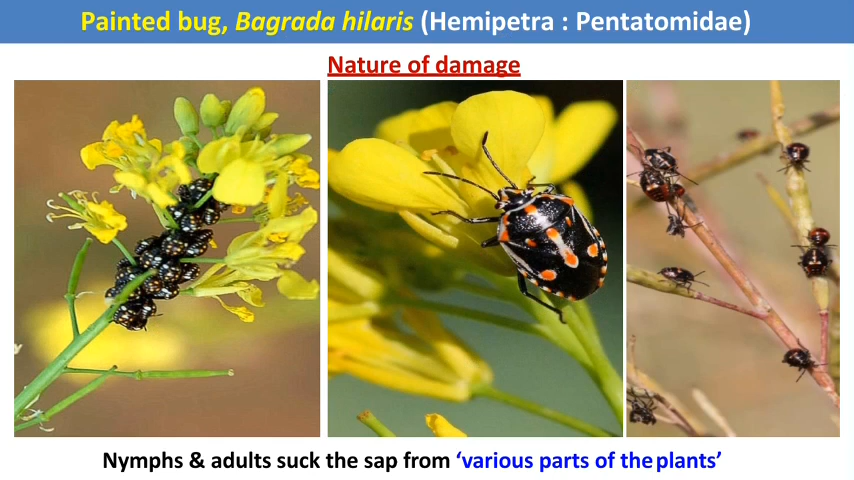 Painted bug, Bagrada hilaris (Hemipetra : Pentatomidae)
Nature of damage
Nymphs & adults suck the sap from ‘various parts of the plants’